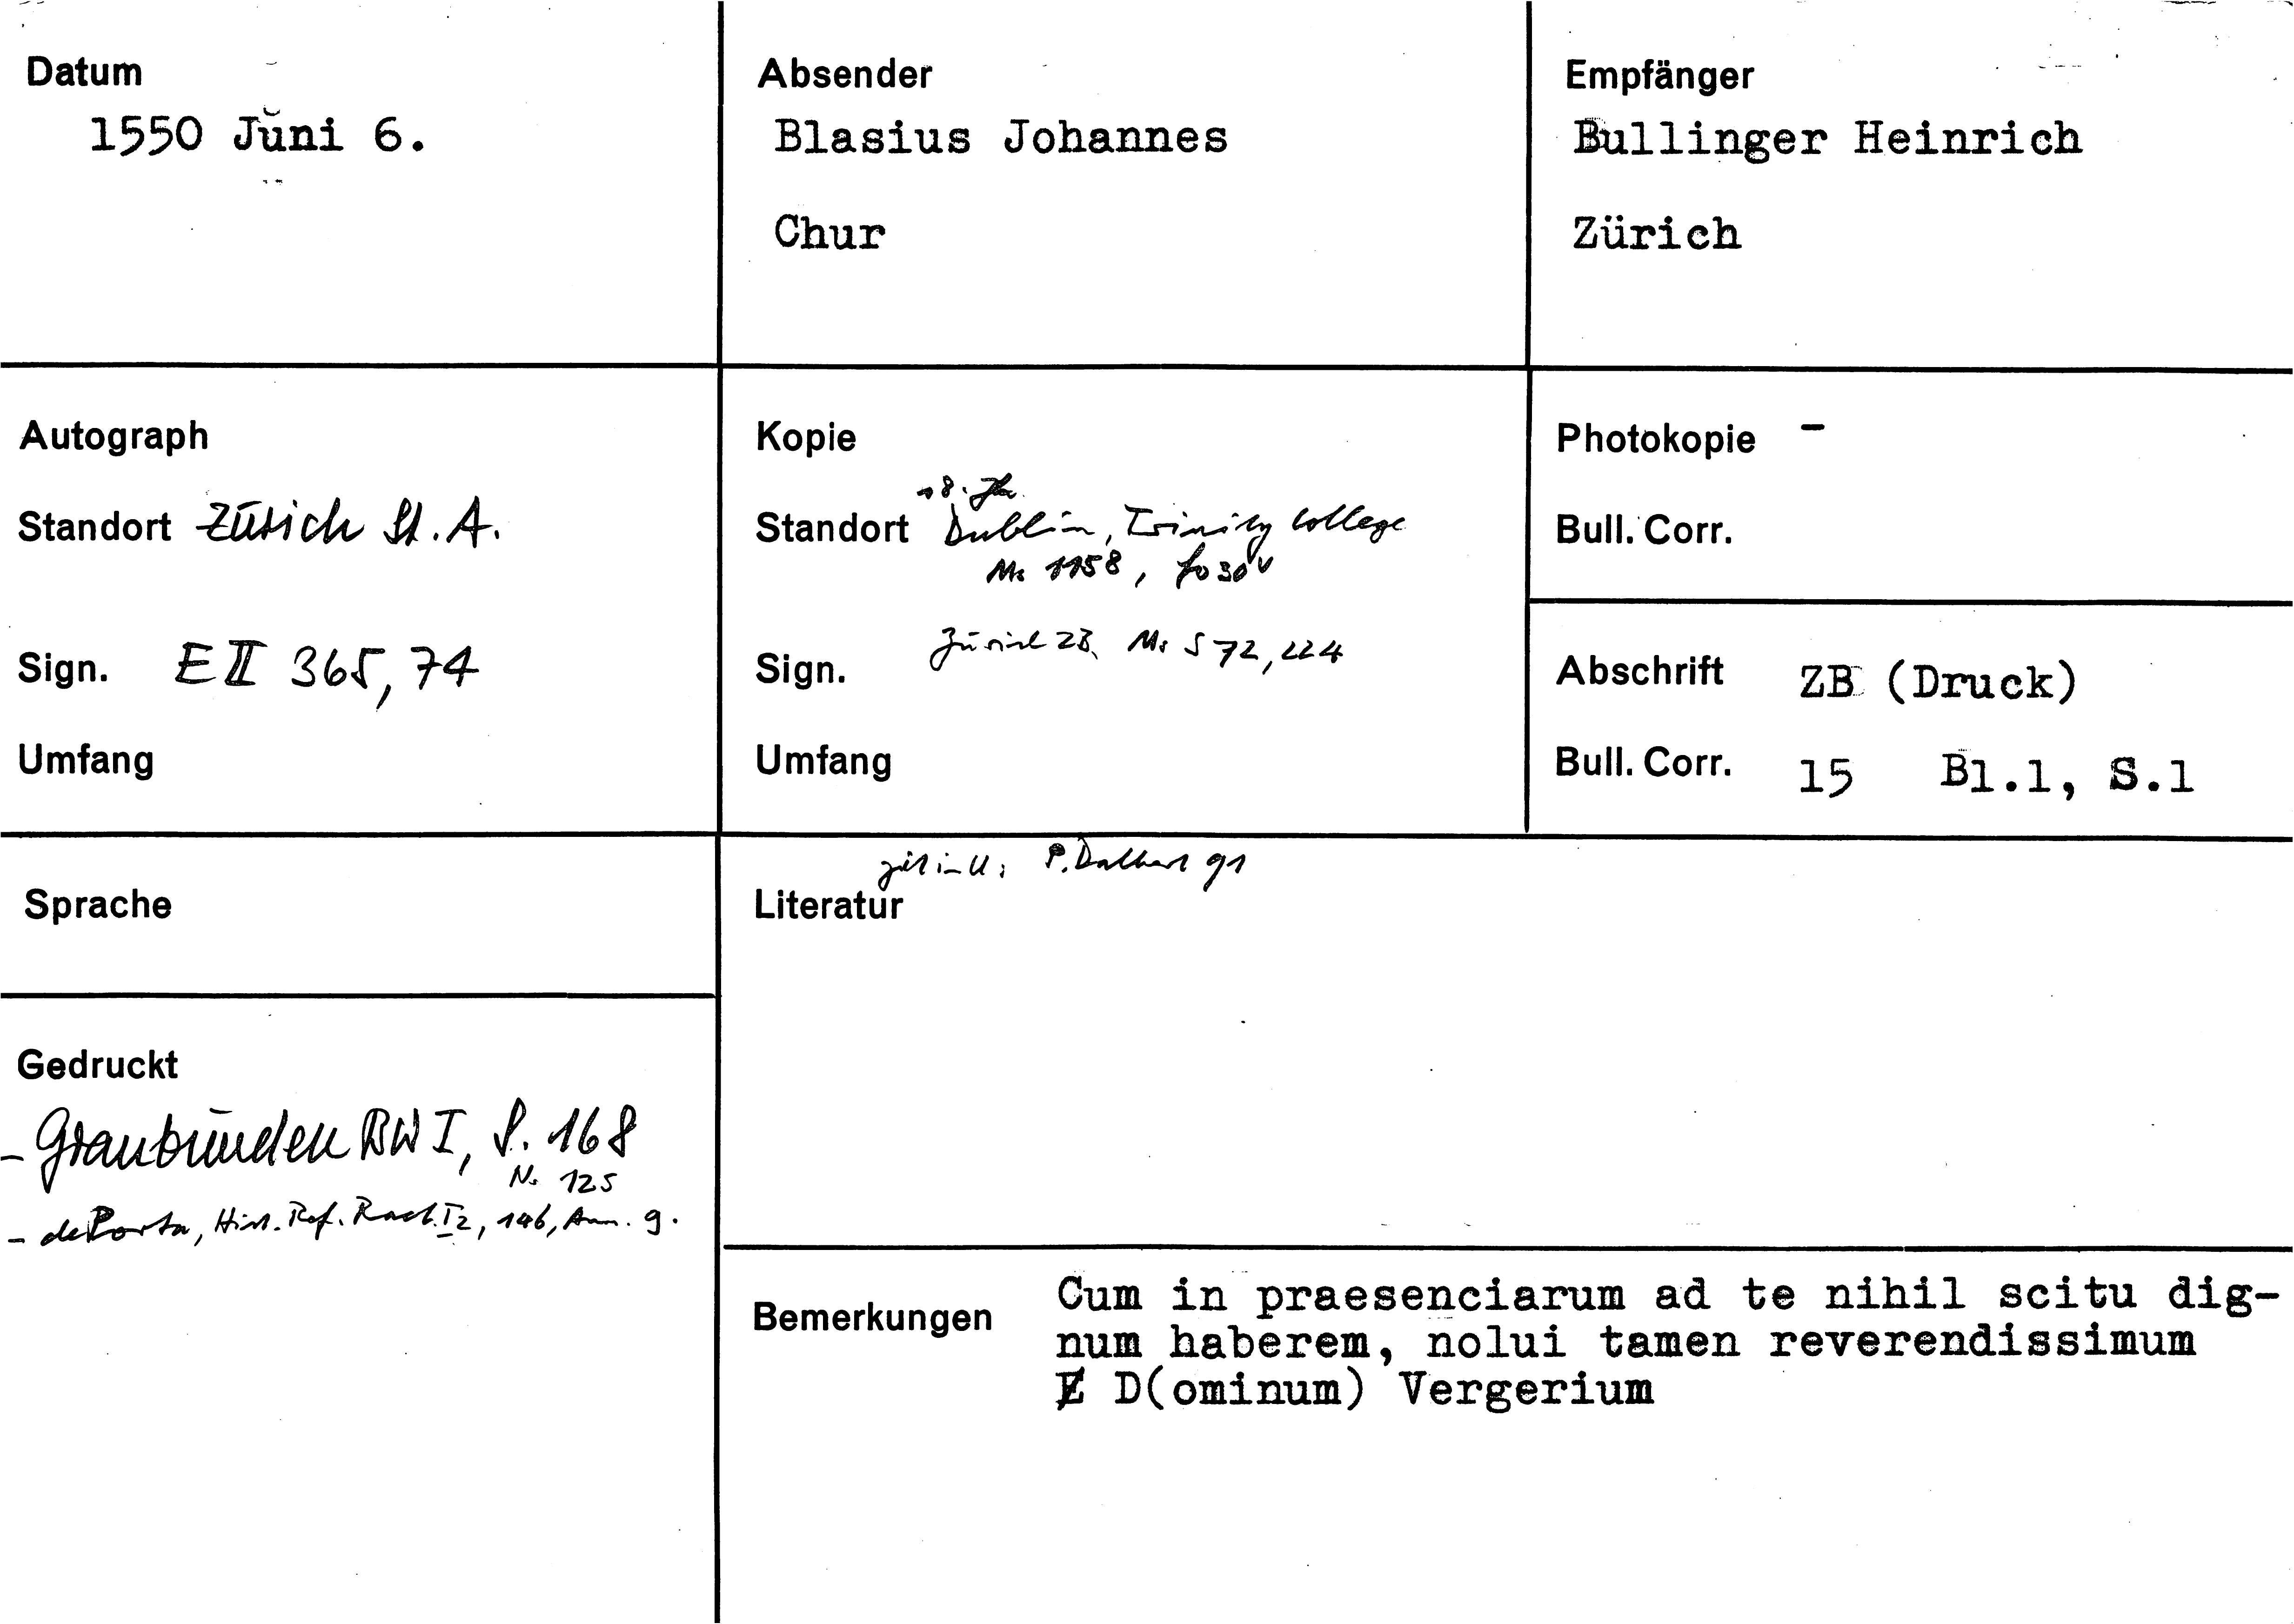 Datum
1550 Juni 6.
Absender
Blasius Johannes
Chur
Empfänger
Bullinger Heinrich
Zürich
Autograph
Standort Zürich St. A.
Sign. E II 365, 74
Umfang
Kopie
18. Jh.
Standort Dublin, Trinity College
Ms 1158, fo 30v
Sign. Zürich ZB, Ms S 72, 224
Umfang
Photokopie -
Bull. Corr.
Abschrift ZB (Druck)
Bull. Corr. 15 Bl.1, S.1
Sprache
Gedruckt
- Graubünden BW I, S. 168
Nr. 125
- de Porta, Hist. Ref. Raet. I 2, 146, Anm. g.
zit in U: P. Dalbert 91
Literatur
Bemerkungen
Cum in praesenciarum ad te nihil scitu dig-
num haberem, nolui tamen reverendissimum
D(ominum) Vergerium